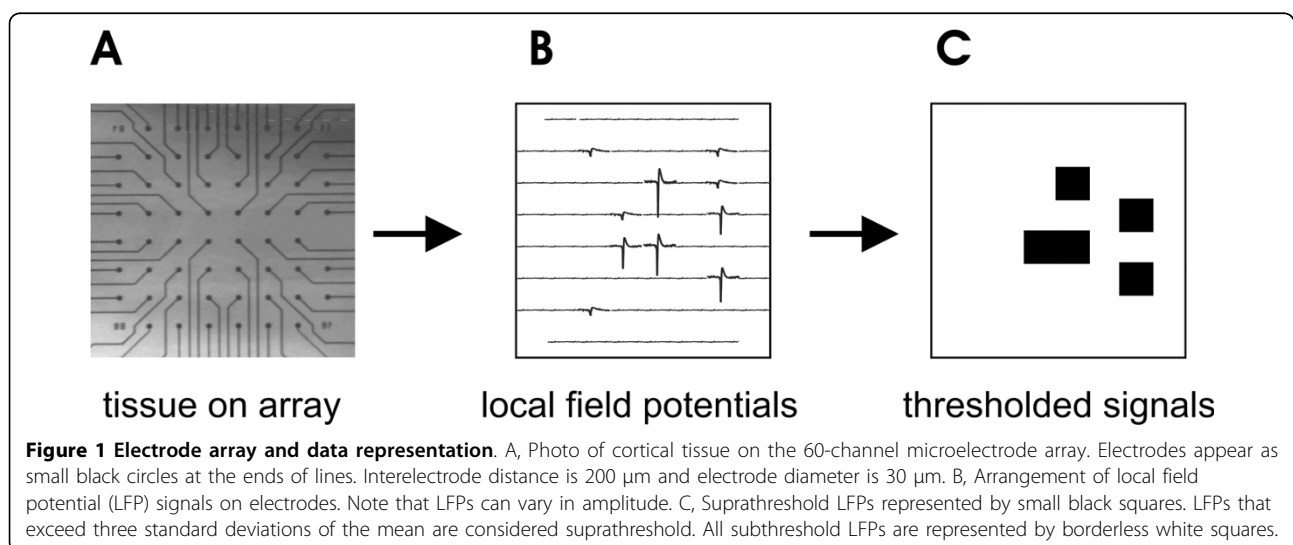 A
B
C
tissue on array
local field potentials
thresholded signals
Figure 1 Electrode array and data representation. A, Photo of cortical tissue on the 60-channel microelectrode array. Electrodes appear as
small black circles at the ends of lines. Interelectrode distance is 200 μm and electrode diameter is 30 μm. B, Arrangement of local field
potential (LFP) signals on electrodes. Note that LFPs can vary in amplitude. C, Suprathreshold LFPs represented by small black squares. LFPs that
exceed three standard deviations of the mean are considered suprathreshold. All subthreshold LFPs are represented by borderless white squares.